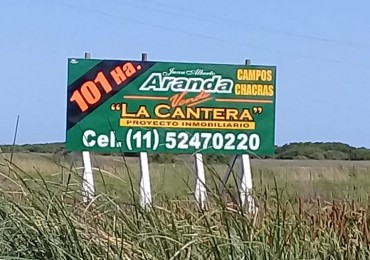 101 Ha.
Juan Alberto
Aranda
Vende
CAMPOS
CHACRAS
"LA CANTERA"
PROYECTO INMOBILIARIO
Cel. (11) 52470220